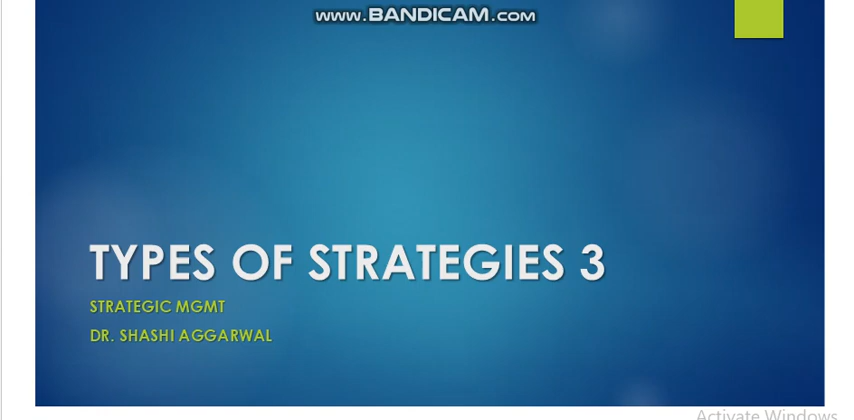 www.BANDICAM.com
TYPES OF STRATEGIES 3
STRATEGIC MGMT
DR. SHASHI AGGARWAL
Activate Windows